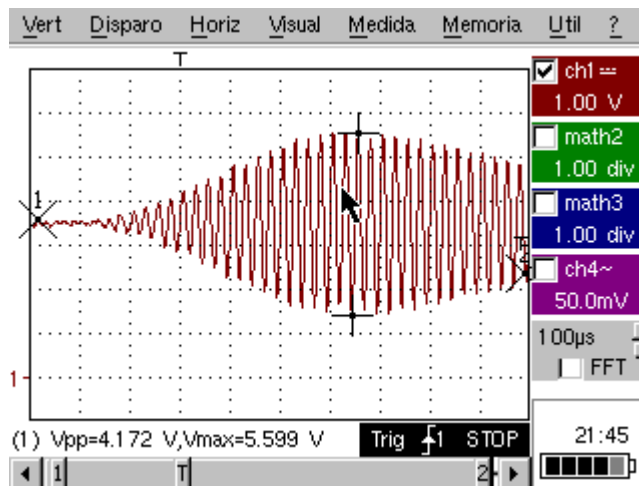 Vert Disparo Horiz Visual Medida Memoria Util ?
T
ch1
1.00 V
math2
1.00 div
math3
1.00 div
ch4~
50.0mV
100µs
FFT
1
T
1
(1) Vpp=4.172 V,Vmax=5.599 V
Trig 1 STOP
21:45
1 T 2